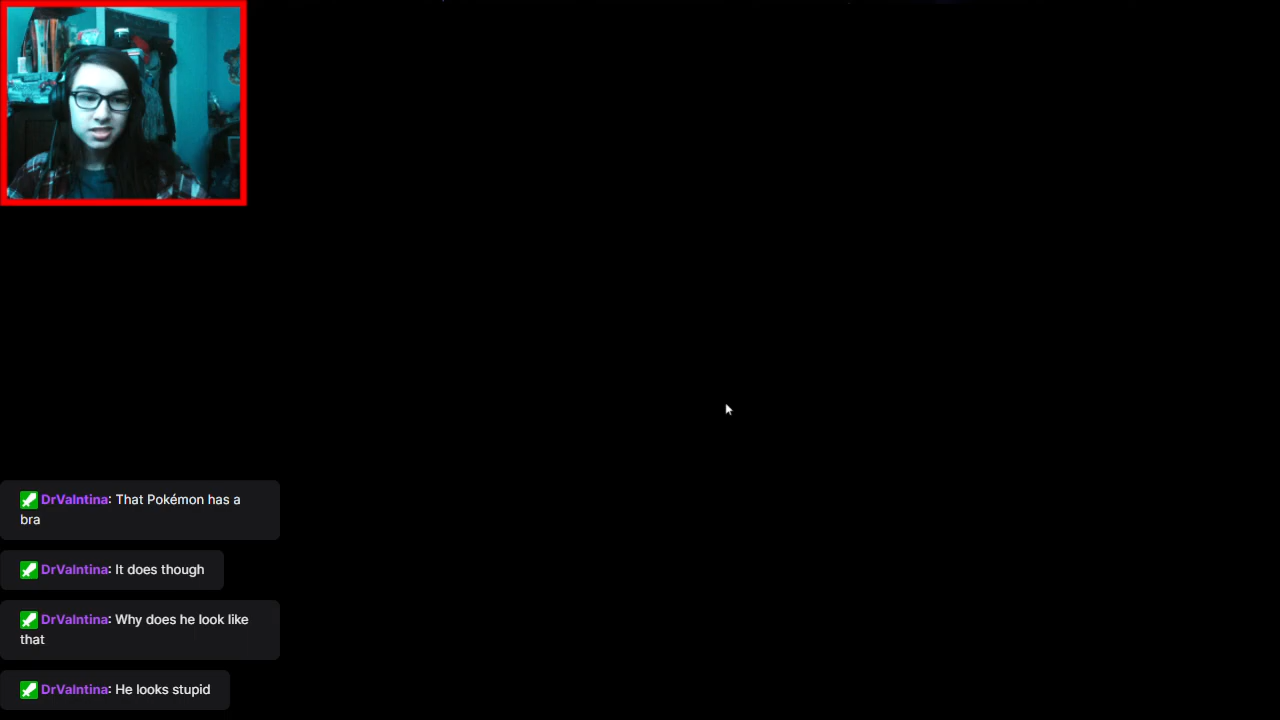 DrValntina: That Pokémon has a
bra
DrValntina: It does though
DrValntina: Why does he look like
that
DrValntina: He looks stupid